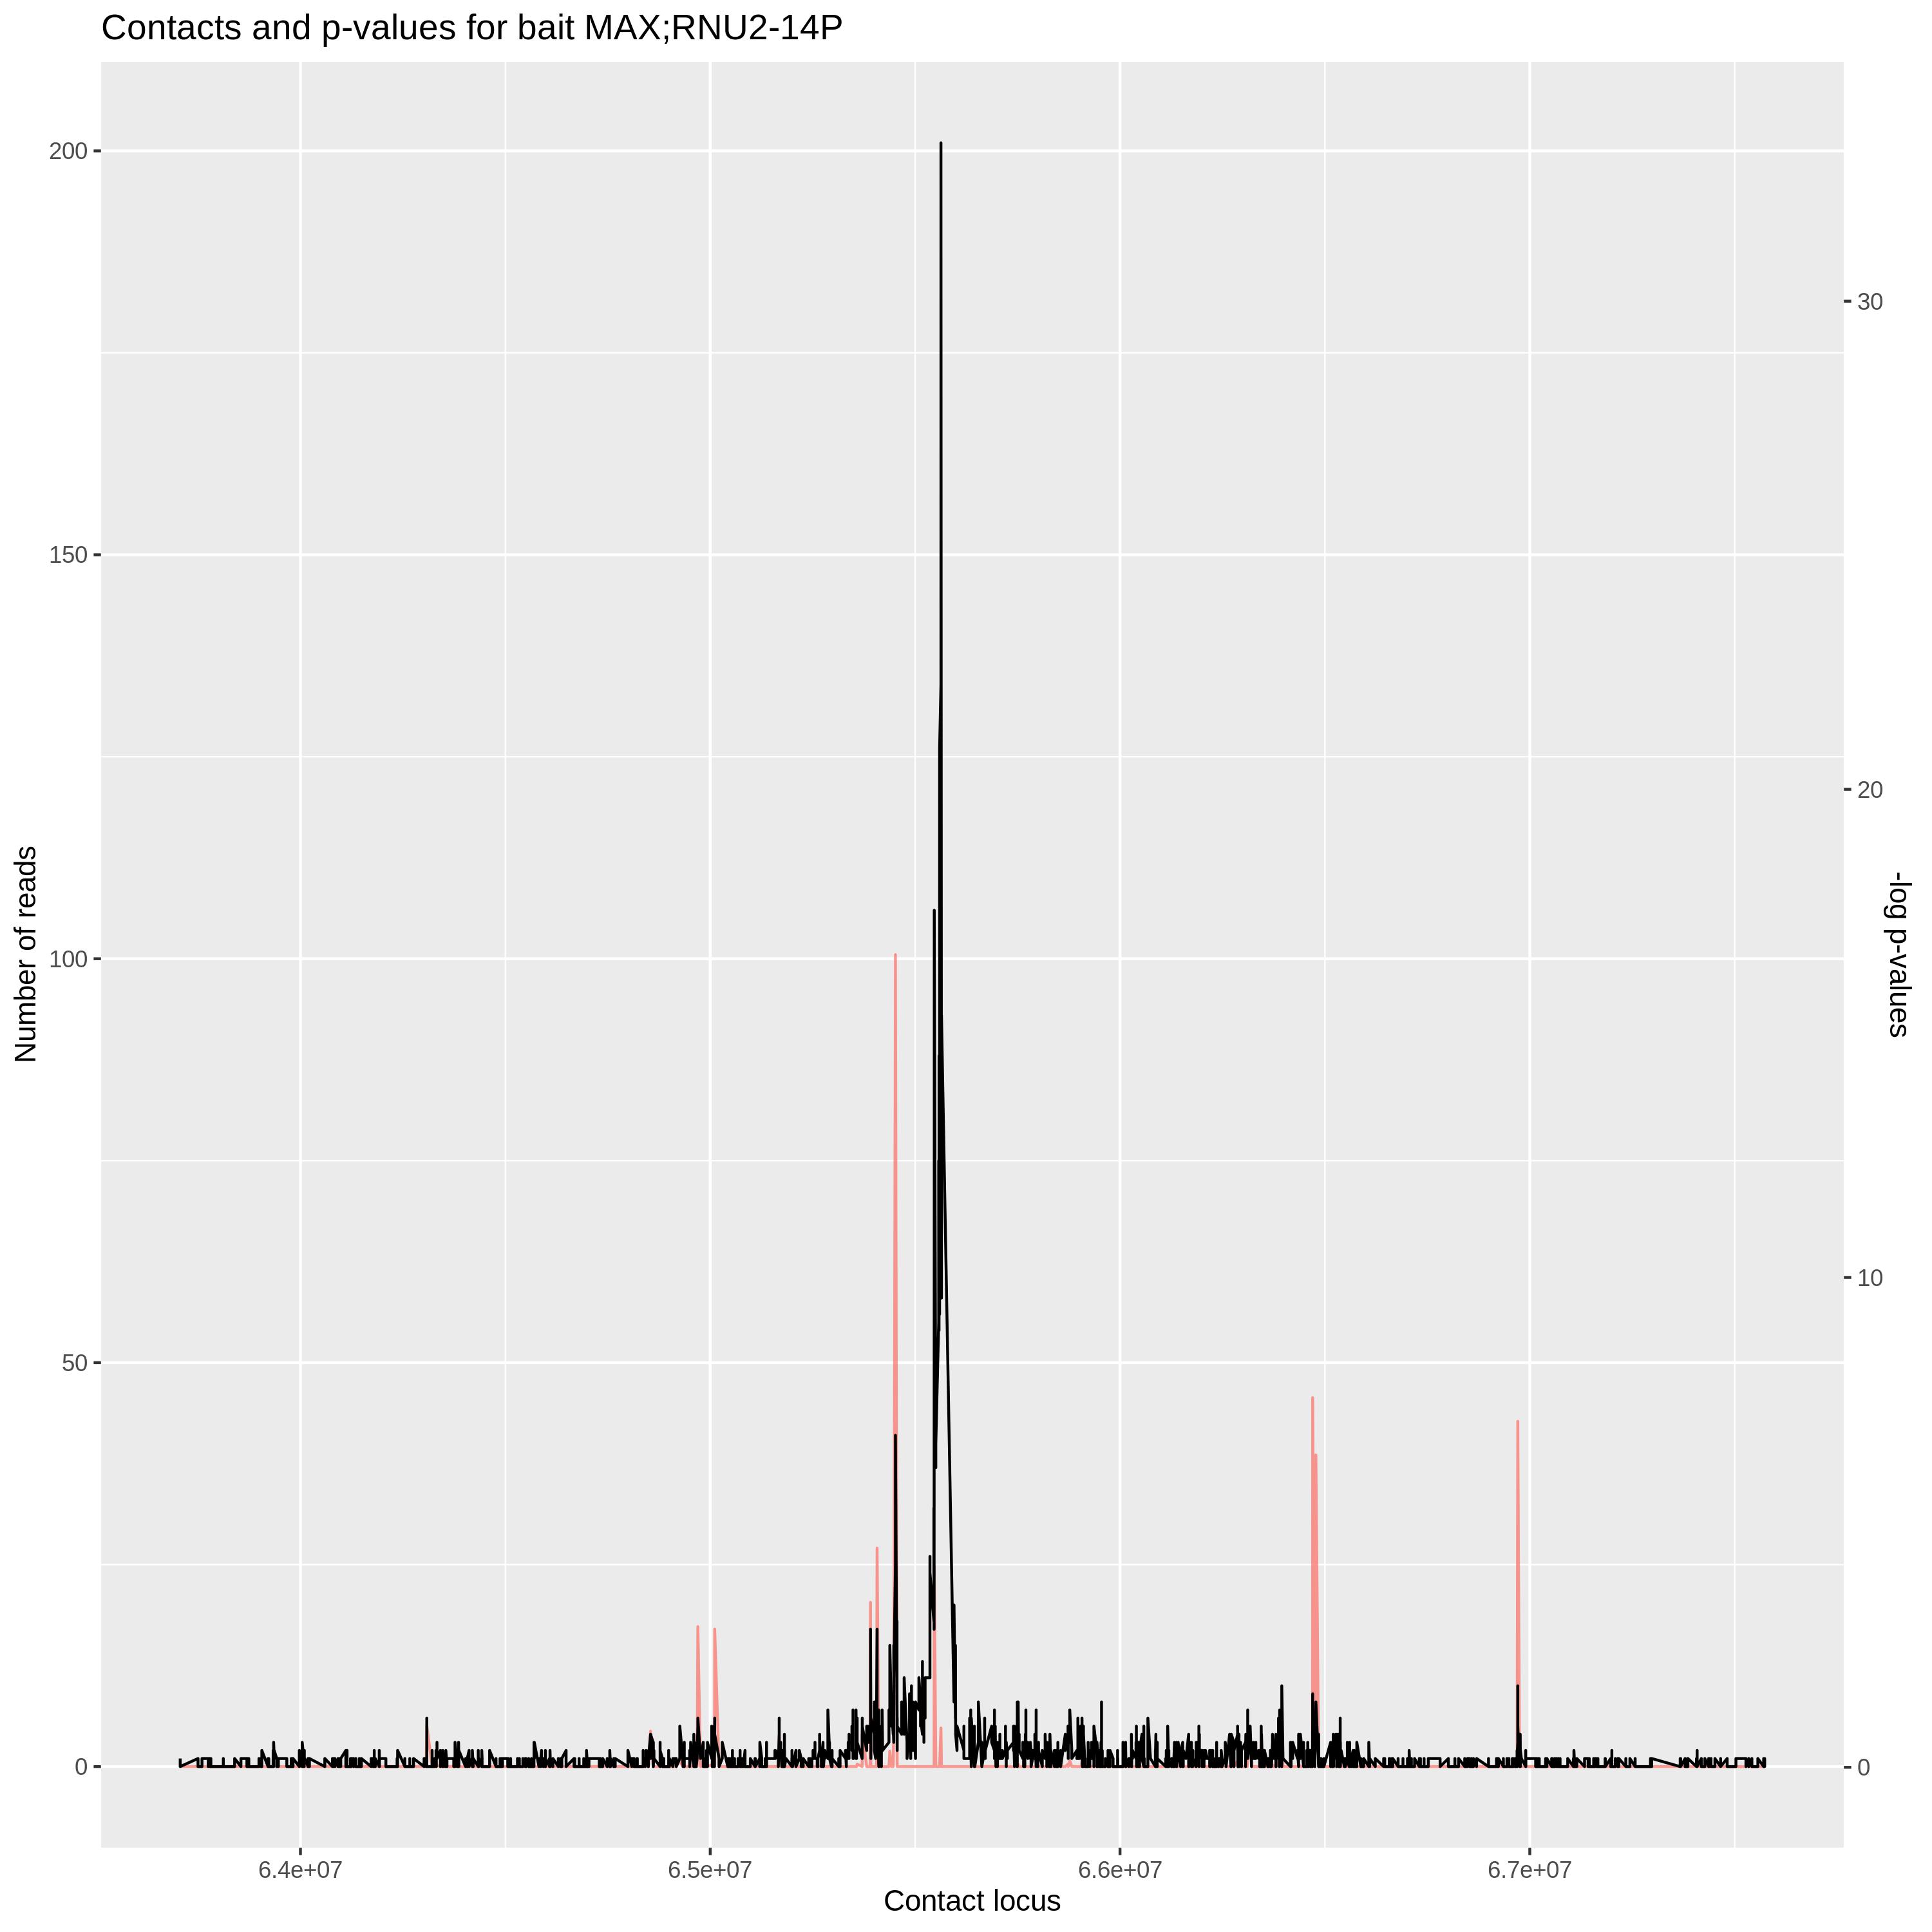 Contacts and p-values for bait MAX;RNU2-14P
200
150
100
50
0
Number of reads
30
20
10
0
-log p-values
6.4e+07
6.5e+07
6.6e+07
6.7e+07
Contact locus